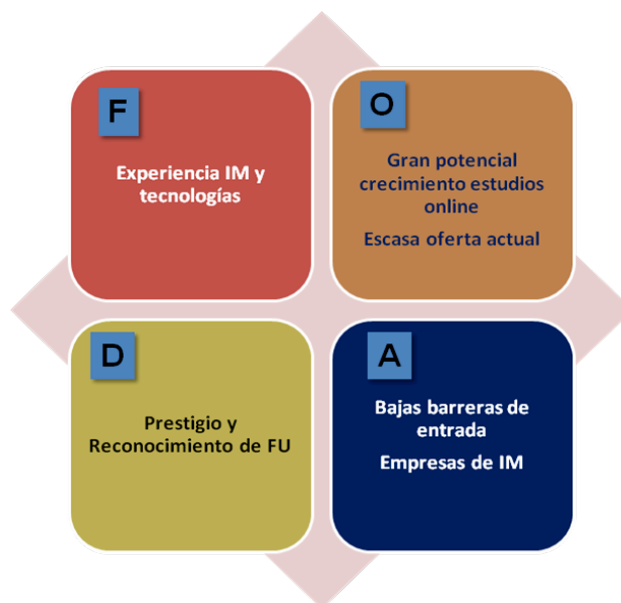 F
Experiencia IM y
tecnologías
O
Gran potencial
crecimiento estudios
online
Escasa oferta actual
D
Prestigio y
Reconocimiento de FU
A
Bajas barreras de
entrada
Empresas de IM